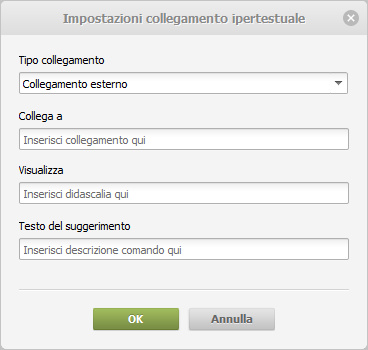 Impostazioni collegamento ipertestuale
Tipo collegamento
Collegamento esterno
Collega a
Inserisci collegamento qui
Visualizza
Inserisci didascalia qui
Testo del suggerimento
Inserisci descrizione comando qui
OK
Annulla